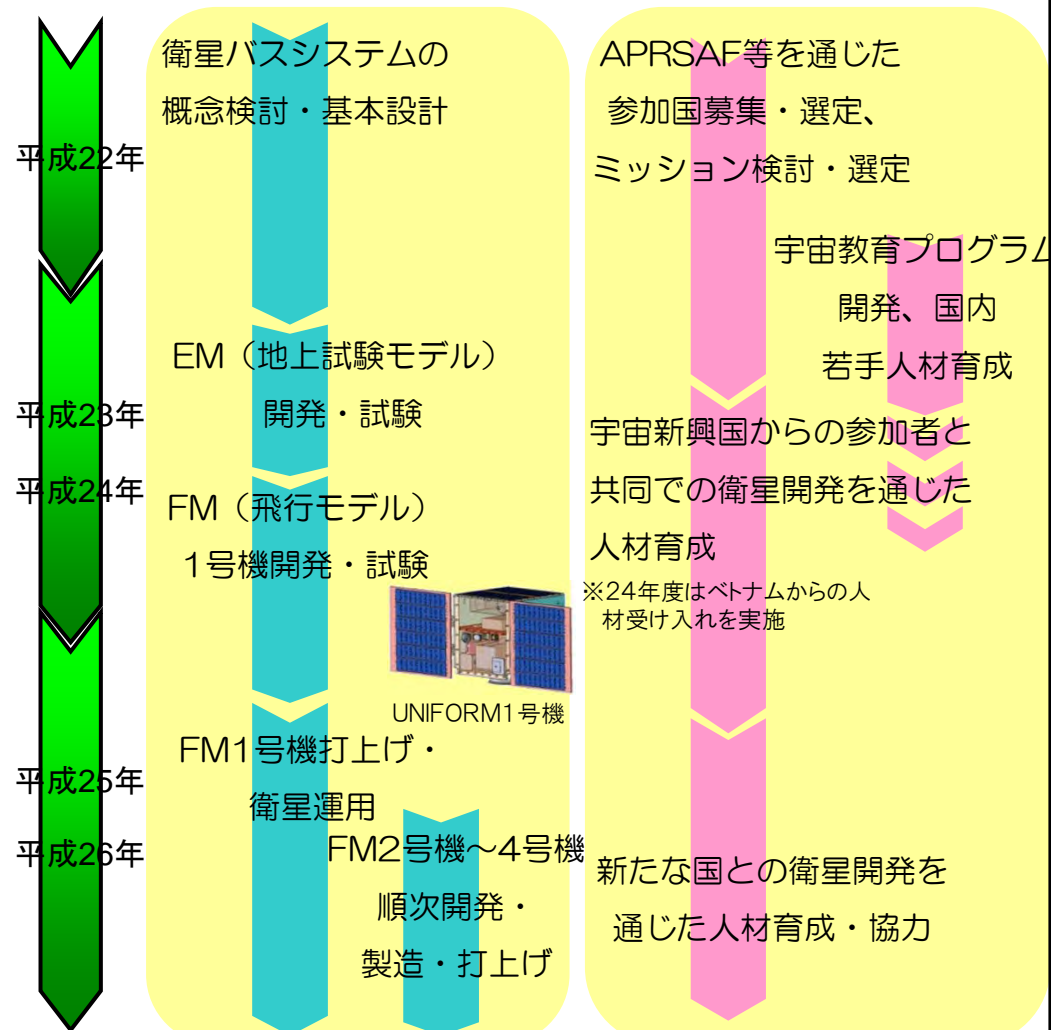 平成22年
平成23年
平成24年
平成25年
平成26年
衛星バスシステムの
概念検討・基本設計
EM（地上試験モデル）
開発・試験
FM（飛行モデル）
1号機開発・試験
UNIFORM1号機
FM1号機打上げ・
衛星運用
FM2号機～4号機
順次開発・
製造・打上げ
APRSAF等を通じた
参加国募集・選定、
ミッション検討・選定
宇宙教育プログラム
開発、国内
若手人材育成
宇宙新興国からの参加者と
共同での衛星開発を通じた
人材育成
※24年度はベトナムからの人
材受け入れを実施
新たな国との衛星開発を
通じた人材育成・協力